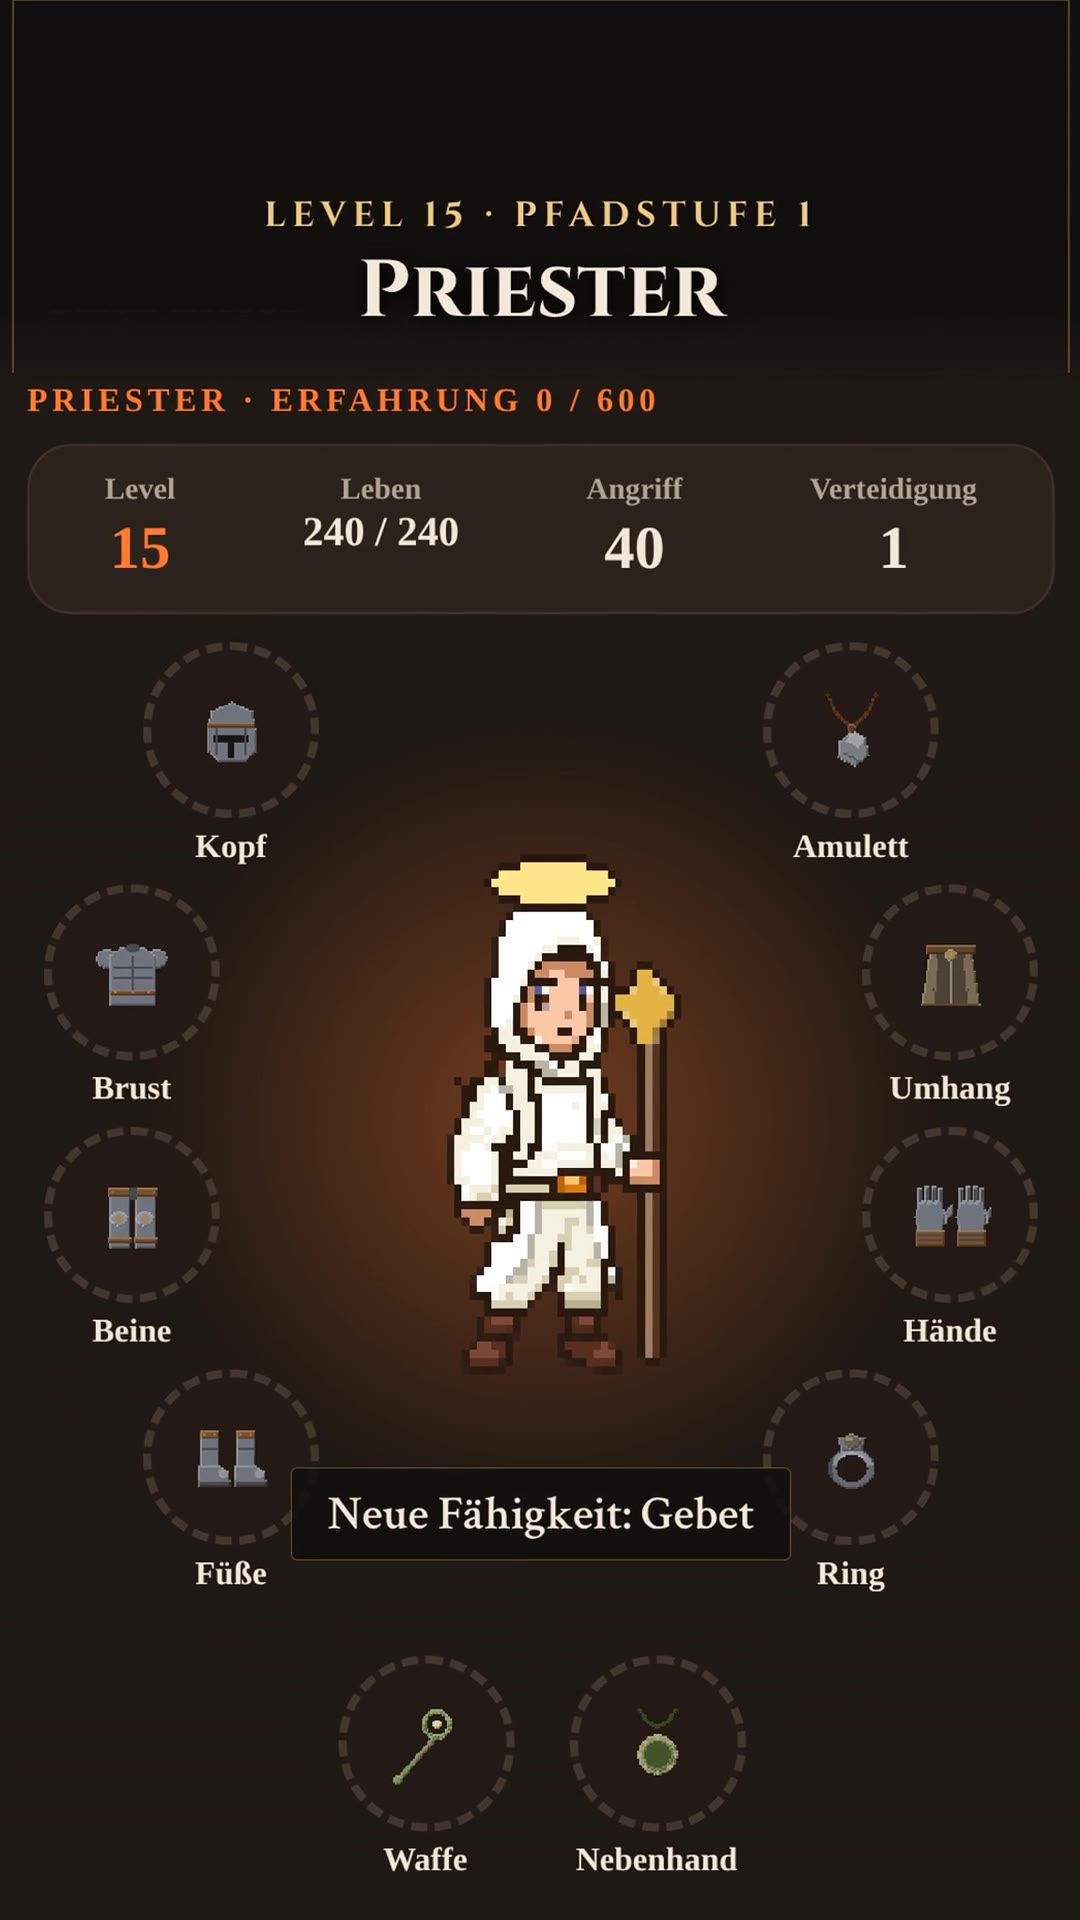 LEVEL 15 · PFADSTUFE 1
PRIESTER
PRIESTER · ERFAHRUNG 0 / 600
Level Leben Angriff Verteidigung
15 240 / 240 40 1
Kopf Amulett
Brust Umhang
Beine Hände
Neue Fähigkeit: Gebet
Füße Ring
Waffe Nebenhand